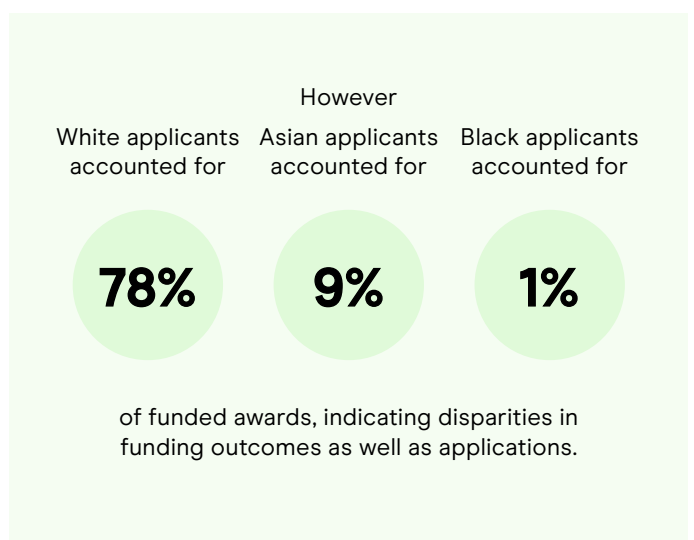 However
White applicants
accounted for
78%
Asian applicants
accounted for
9%
Black applicants
accounted for
1%
of funded awards, indicating disparities in
funding outcomes as well as applications.